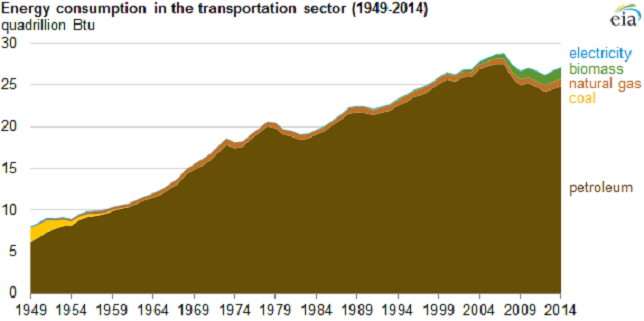 Energy consumption in the transportation sector (1949-2014)
quadrillion Btu
eia
30
25
20
15
10
5
0
electricity
biomass
natural gas
coal
petroleum
1949 1954 1959 1964 1969 1974 1979 1984 1989 1994 1999 2004 2009 2014